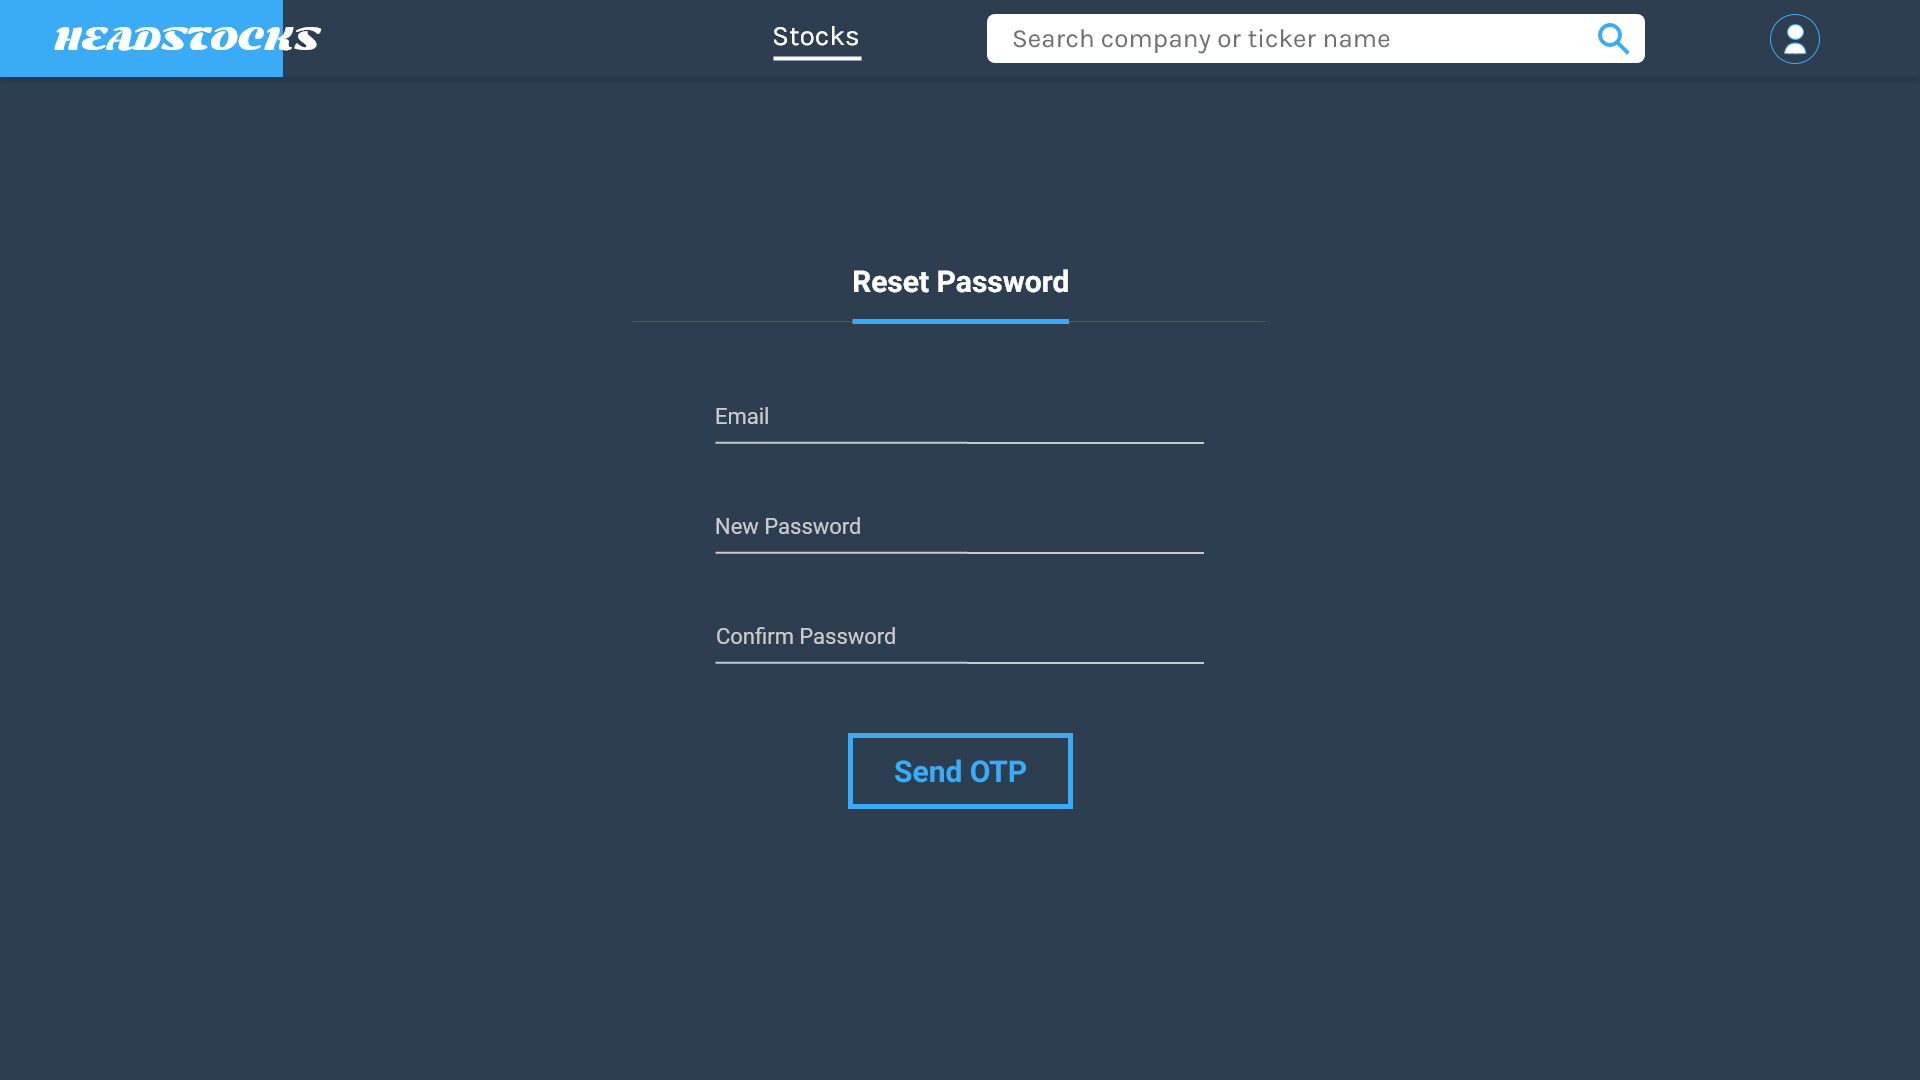 HEADSTOCKS
Stocks
Search company or ticker name
Reset Password
Email
New Password
Confirm Password
Send OTP